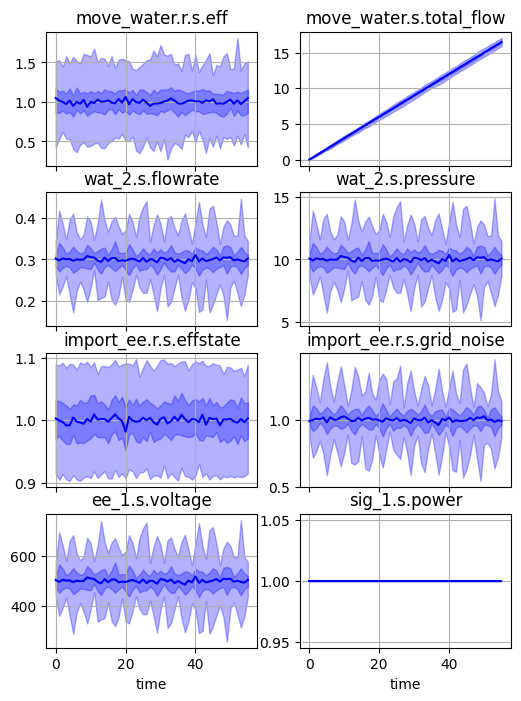 move_water.r.s.eff
move_water.s.total_flow
1.5
1.0
0.5
15
10
5
0
wat_2.s.flowrate
wat_2.s.pressure
0.4
0.3
0.2
15
10
5
import_ee.r.s.effstate
import_ee.r.s.grid_noise
1.1
1.0
0.9
1.0
0.5
ee_1.s.voltage
sig_1.s.power
600
400
1.05
1.00
0.95
0 20 40
0 20 40
time
time